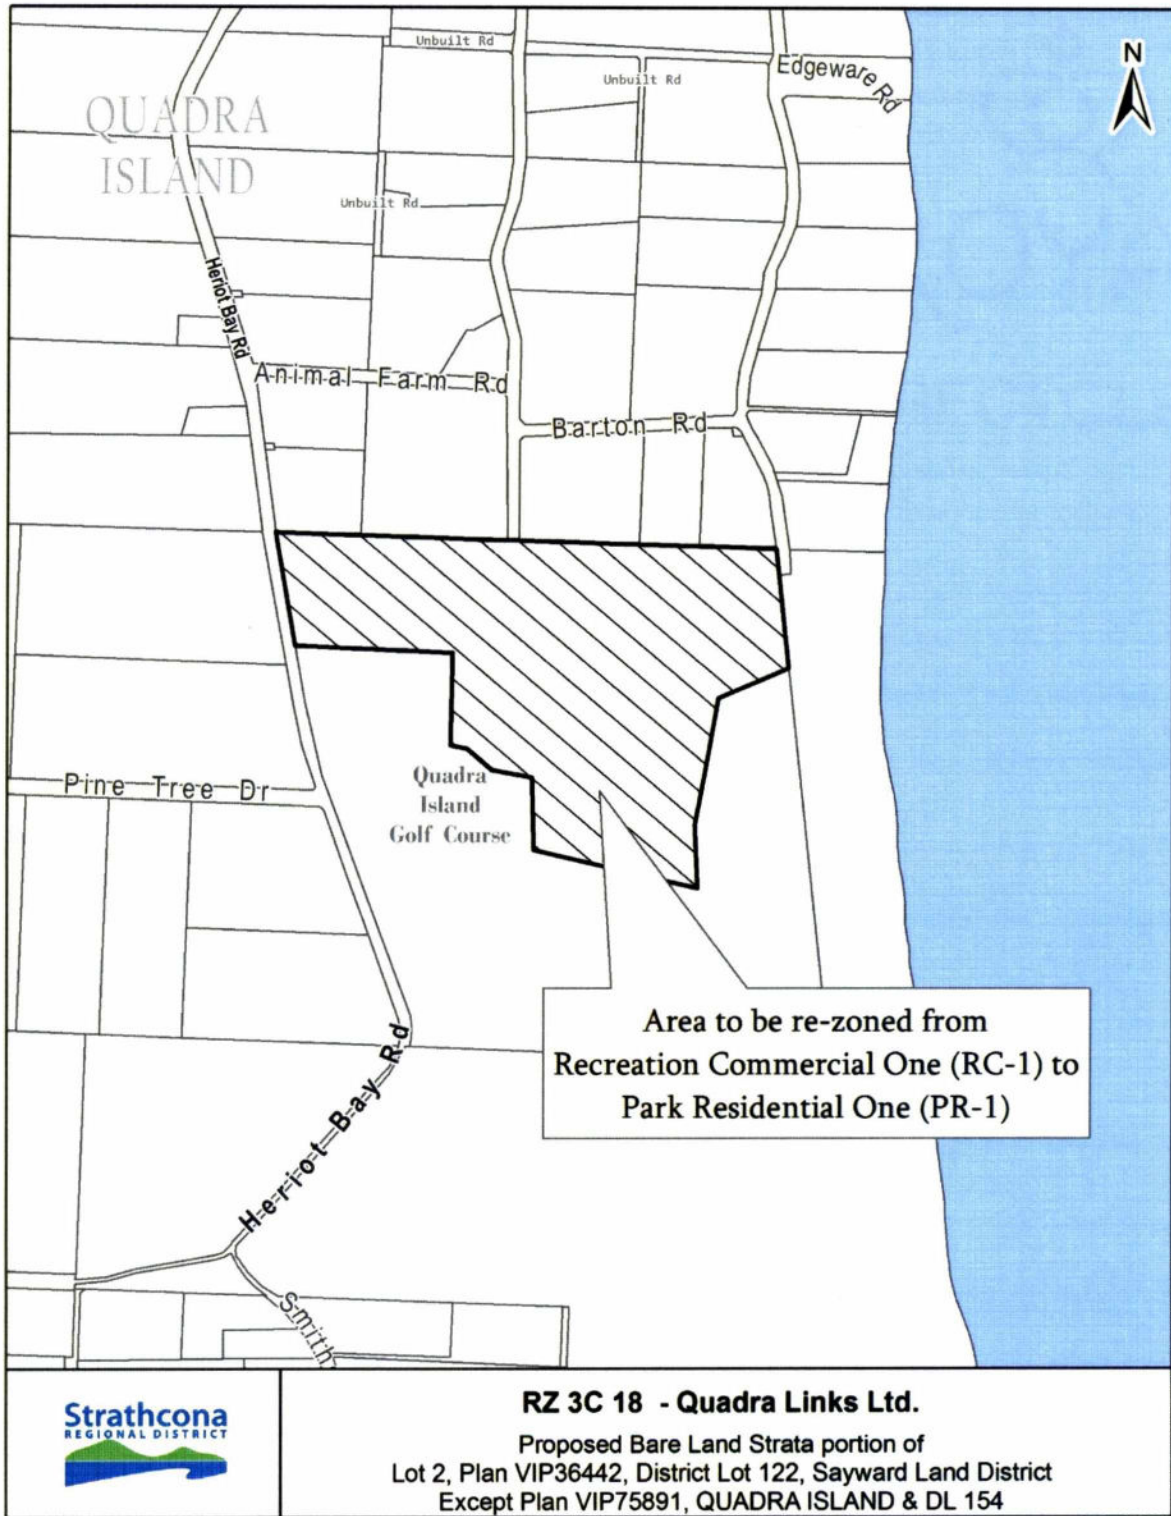 Unbuilt Rd
Unbuilt Rd
Edgeware Rd
N
QUADRA
ISLAND
Unbuilt Rd
Heriot Bay Rd
Animal Farm Rd
Barton Rd
Pine Tree Dr
Quadra
Island
Golf Course
Area to be re-zoned from
Recreation Commercial One (RC-1) to
Park Residential One (PR-1)
Heriot Bay Rd
Smith
Strathcona
REGIONAL DISTRICT
RZ 3C 18 - Quadra Links Ltd.
Proposed Bare Land Strata portion of
Lot 2, Plan VIP36442, District Lot 122, Sayward Land District
Except Plan VIP75891, QUADRA ISLAND & DL 154